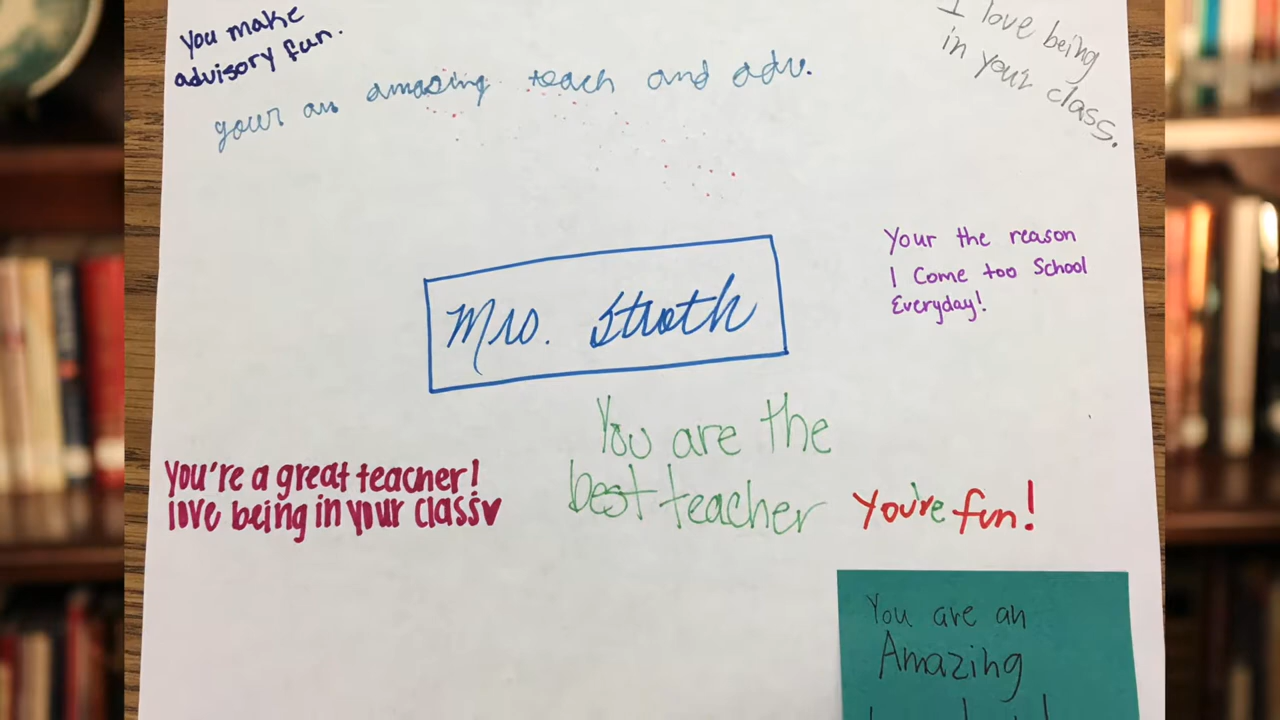 You make
advisory fun.
your an amazing teach and adv.
I love being
in your class.
Mrs. Stroth
Your the reason
I Come too School
Everyday!
You are the
best teacher
You're a great teacher!
love being in your class
You're fun!
You are an
Amazing